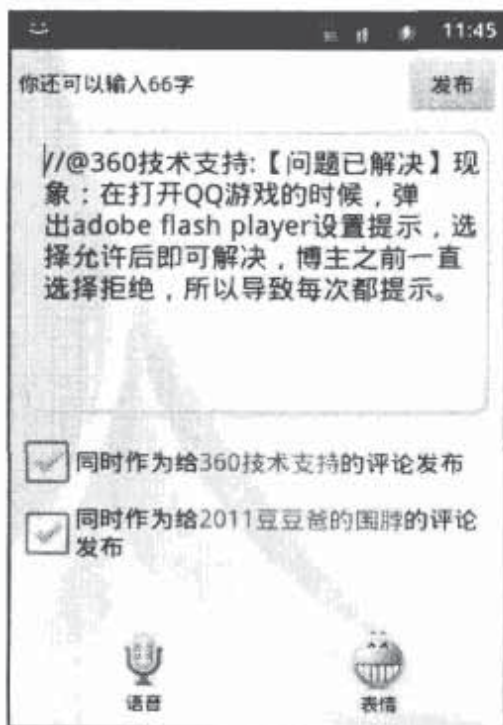 11:45
你还可以输入66字
发布
//@360技术支持:【问题已解决】现
象：在打开QQ游戏的时候，弹
出adobe flash player设置提示，选
择允许后即可解决，博主之前一直
选择拒绝，所以导致每次都提示。
同时作为给360技术支持的评论发布
同时作为给2011豆豆爸的围脖的评论
发布
语音
表情